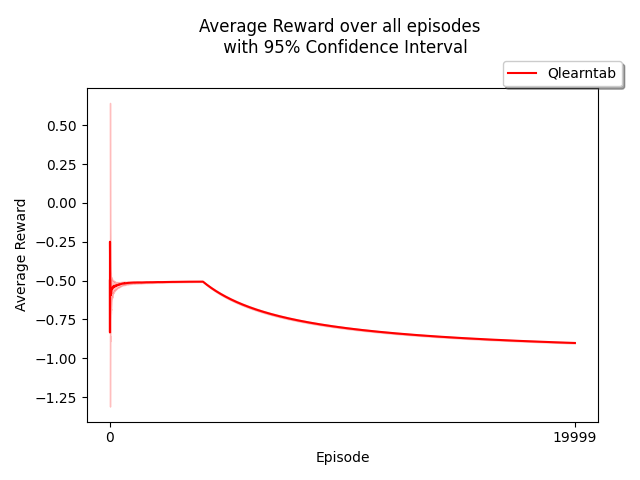 Average Reward over all episodes
with 95% Confidence Interval
Qlearntab
0.50
0.25
0.00
−0.25
−0.50
−0.75
−1.00
−1.25
Average Reward
0
19999
Episode